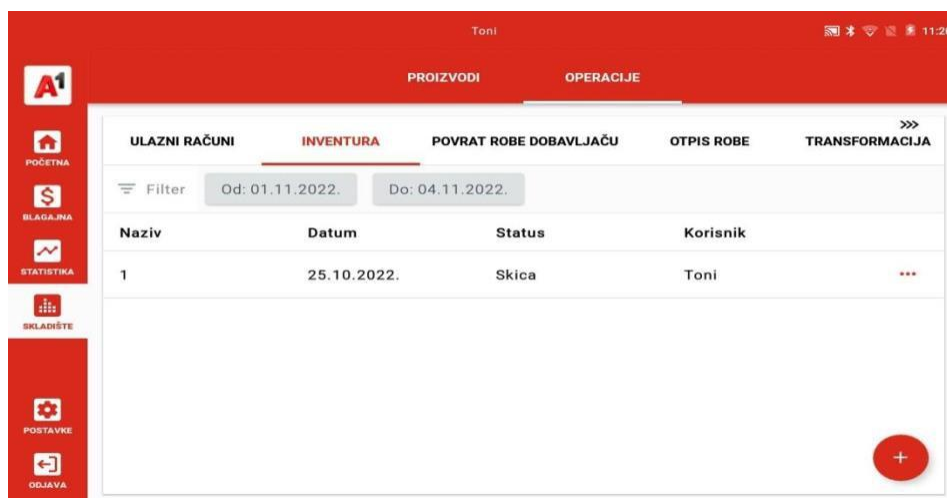 Toni
11:20
A1
PROIZVODI OPERACIJE
POČETNA
BLAGAJNA
STATISTIKA
SKLADIŠTE
POSTAVKE
ODJAVA
>>>
ULAZNI RAČUNI INVENTURA POVRAT ROBE DOBAVLJAČU OTPIS ROBE TRANSFORMACIJA
Filter Od: 01.11.2022. Do: 04.11.2022.
Naziv Datum Status Korisnik
1 25.10.2022. Skica Toni ...
+